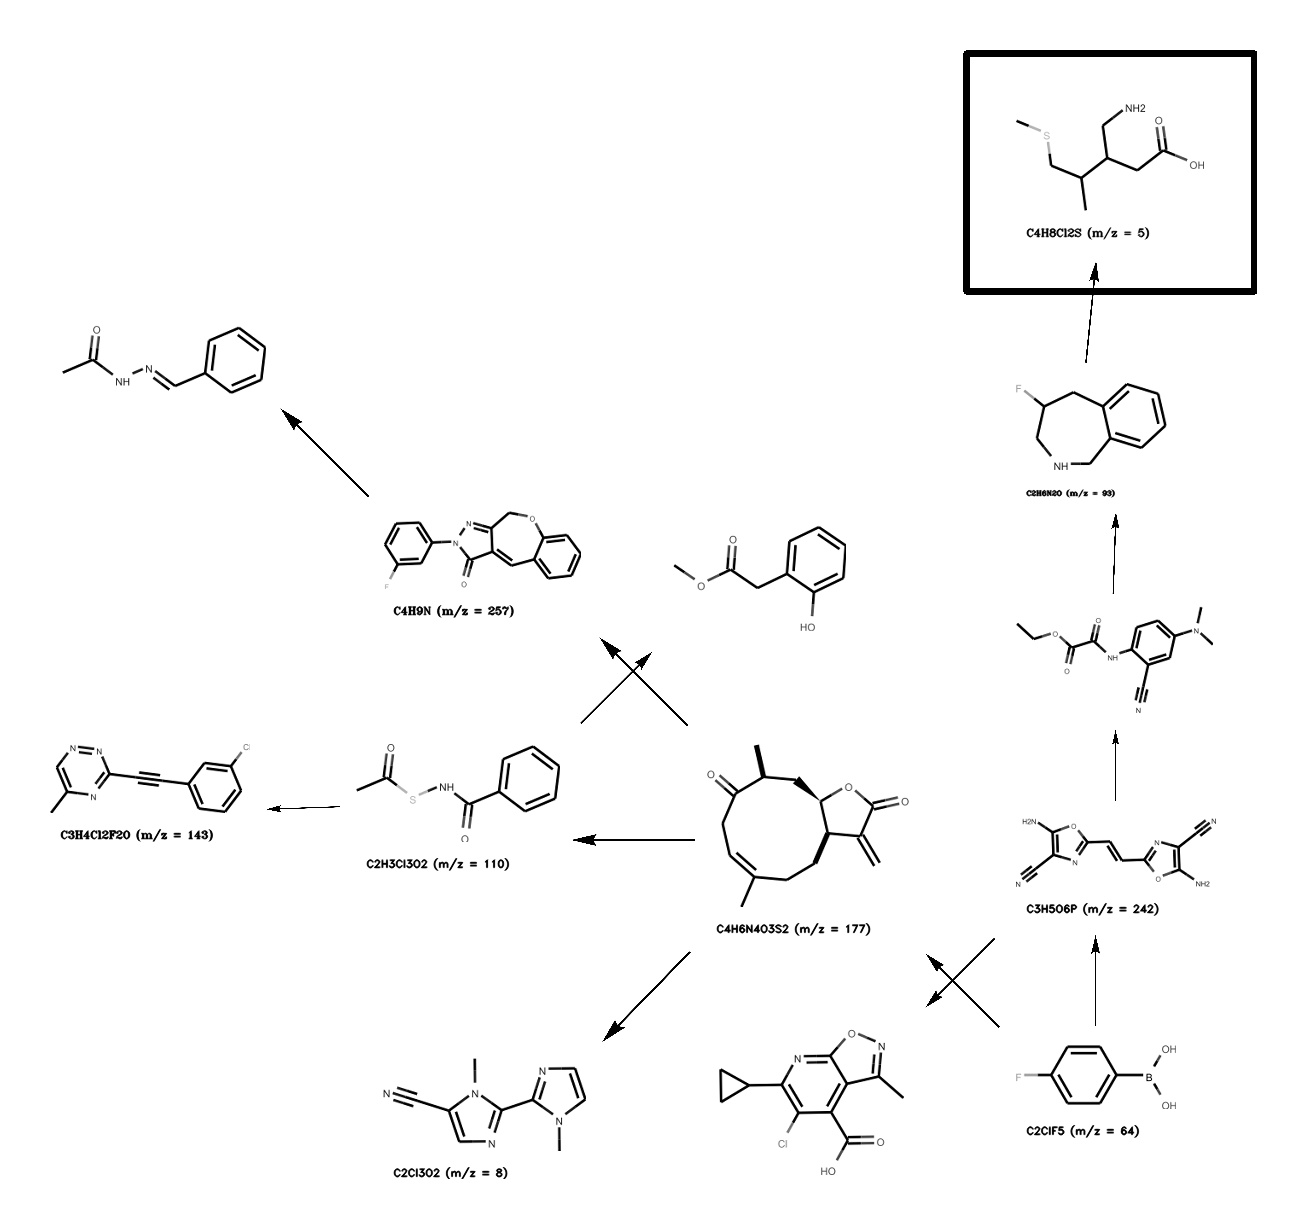 NH2
O
S
OH
C4H8Cl2S (m/z = 5)
O
NH
N
F
NH
C2H6N2O (m/z = 93)
N
O
N
N
O
F
C4H9N (m/z = 257)
O
O
HO
O
O
O
NH
N
O
N
N
N
N
Cl
C3H4Cl2F2O (m/z = 143)
O
S
NH
O
C2H3Cl3O2 (m/z = 110)
O
O
O
C4H6N4O3S2 (m/z = 177)
H2N
O
N
N
N
N
O
NH2
C3H5O6P (m/z = 242)
N
N
N
N
N
C2Cl3O2 (m/z = 8)
O
N
N
Cl
O
HO
F
B
OH
OH
C2ClF5 (m/z = 64)